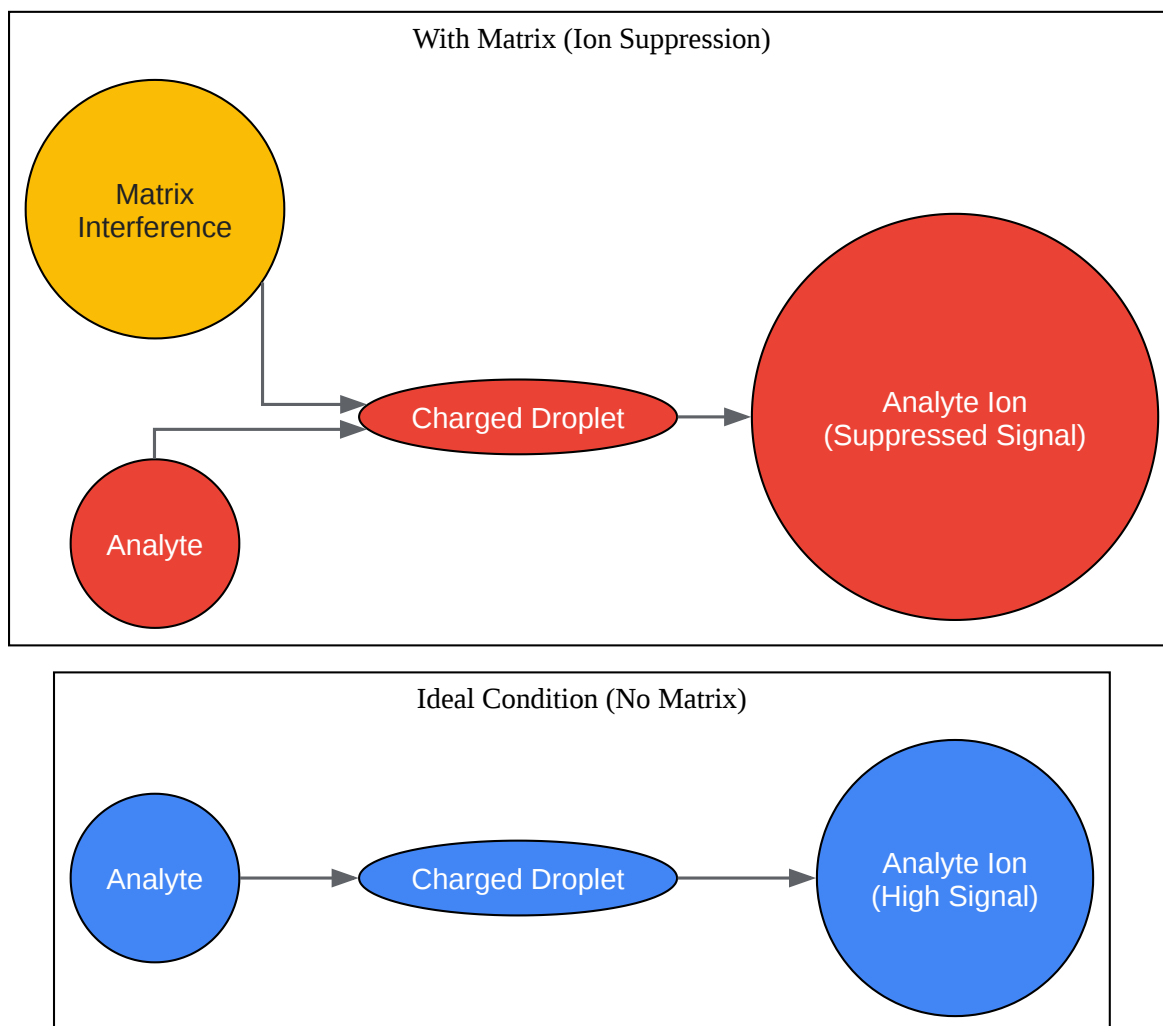 With Matrix (Ion Suppression)
Matrix
Interference
Charged Droplet
Analyte Ion
(Suppressed Signal)
Analyte
Ideal Condition (No Matrix)
Analyte
Charged Droplet
Analyte Ion
(High Signal)